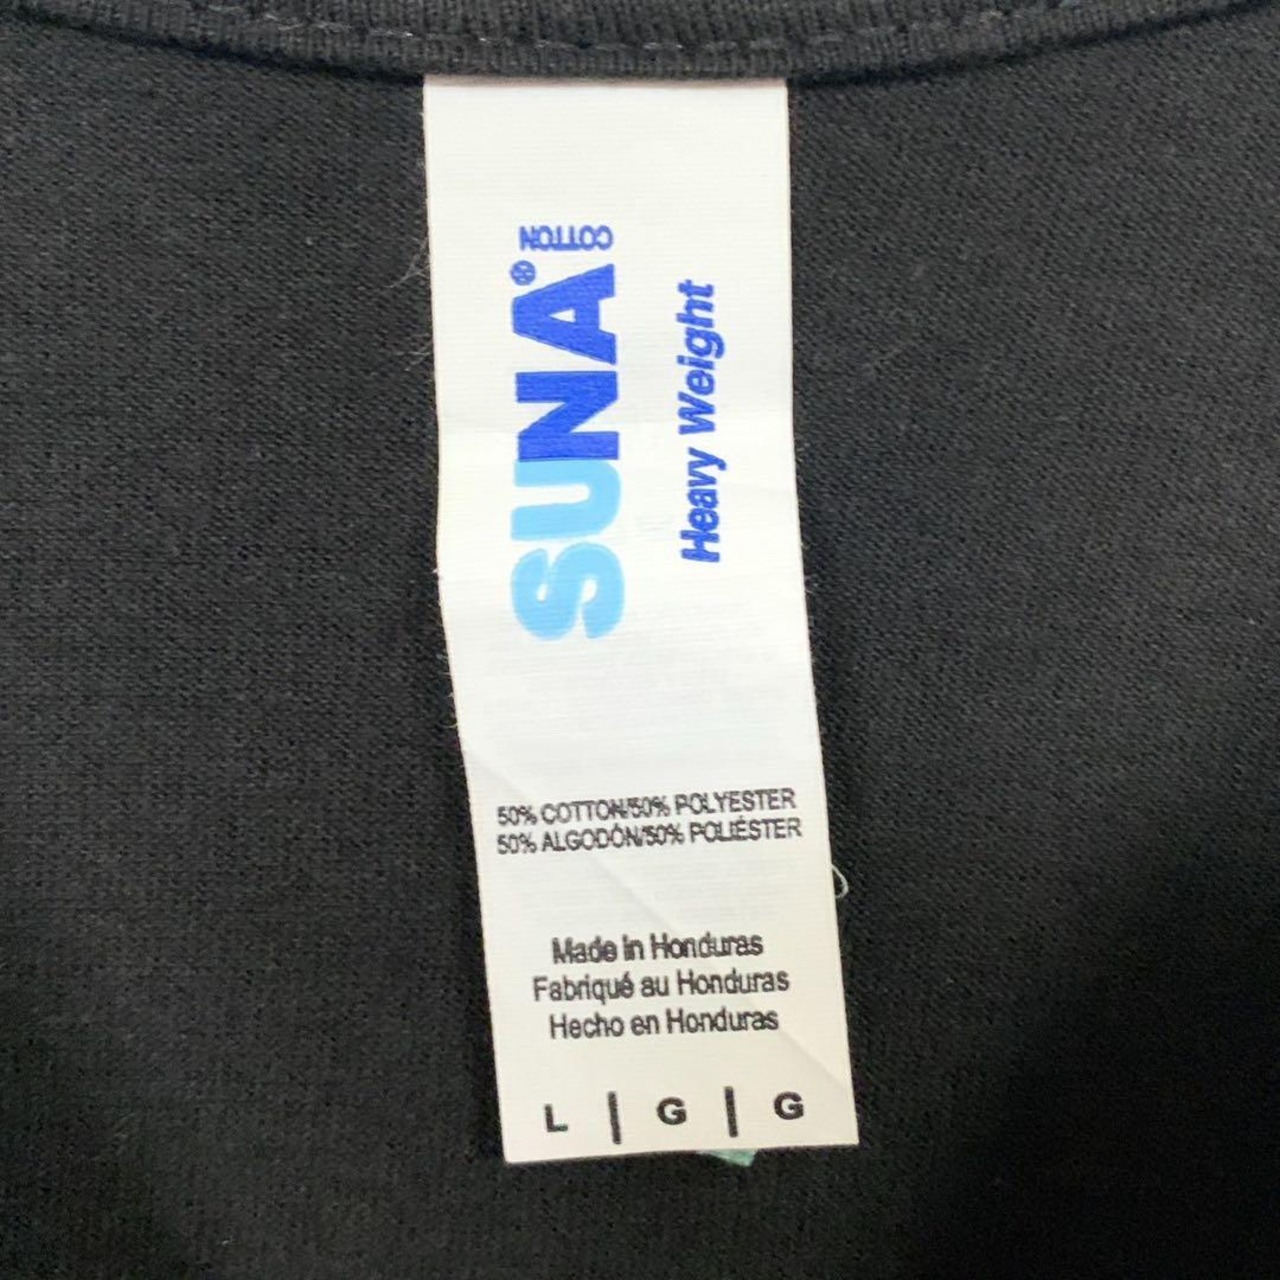 SUNA® COTTON
Heavy Weight
50% COTTON/50% POLYESTER
50% ALGODÓN/50% POLIÉSTER
Made in Honduras
Fabriqué au Honduras
Hecho en Honduras
L | G | G